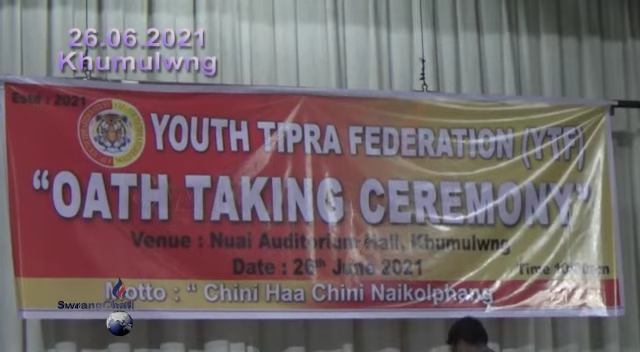 26.06.2021
Khumulwng
Estd : 2021
YOUTH TIPRA FEDERATION (YTF)
"OATH TAKING CEREMONY"
Venue : Nuai Auditorium Hall, Khumulwng
Date : 26th June 2021
Time
Motto : " Chini Haa Chini Naikolphang